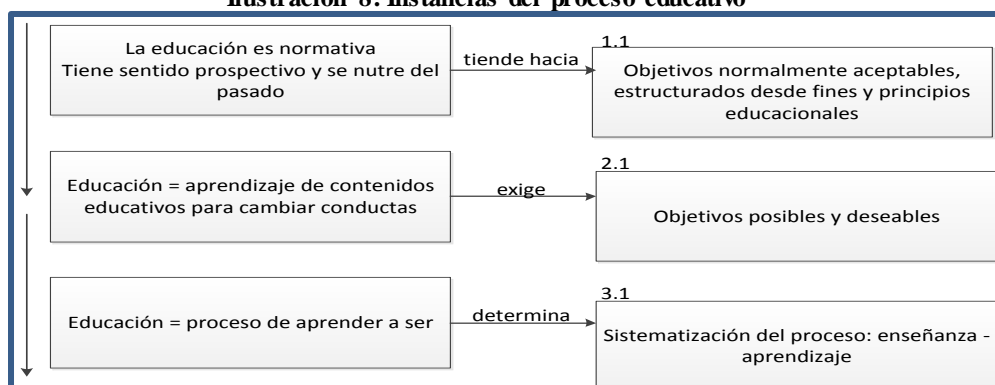 Ilustración 8: Instancias del proceso educativo
La educación es normativa
Tiene sentido prospectivo y se nutre del
pasado
tiende hacia
1.1
Objetivos normalmente aceptables,
estructurados desde fines y principios
educacionales
Educación = aprendizaje de contenidos
educativos para cambiar conductas
exige
2.1
Objetivos posibles y deseables
Educación = proceso de aprender a ser
determina
3.1
Sistematización del proceso: enseñanza -
aprendizaje